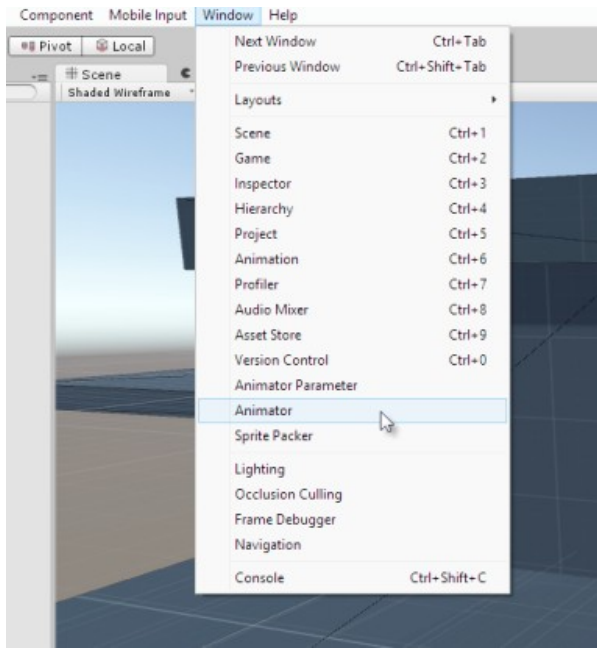 Component Mobile Input Window Help
Pivot Local
Scene
Shaded Wireframe
Next Window Ctrl+Tab
Previous Window Ctrl+Shift+Tab
Layouts
Scene Ctrl+1
Game Ctrl+2
Inspector Ctrl+3
Hierarchy Ctrl+4
Project Ctrl+5
Animation Ctrl+6
Profiler Ctrl+7
Audio Mixer Ctrl+8
Asset Store Ctrl+9
Version Control Ctrl+0
Animator Parameter
Animator
Sprite Packer
Lighting
Occlusion Culling
Frame Debugger
Navigation
Console Ctrl+Shift+C